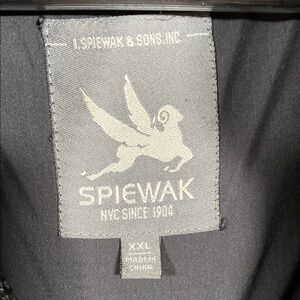 I.SPIEWAK & SONS.INC
SPIEWAK
NYC SINCE 1904
XXL
MADE IN
CHINA